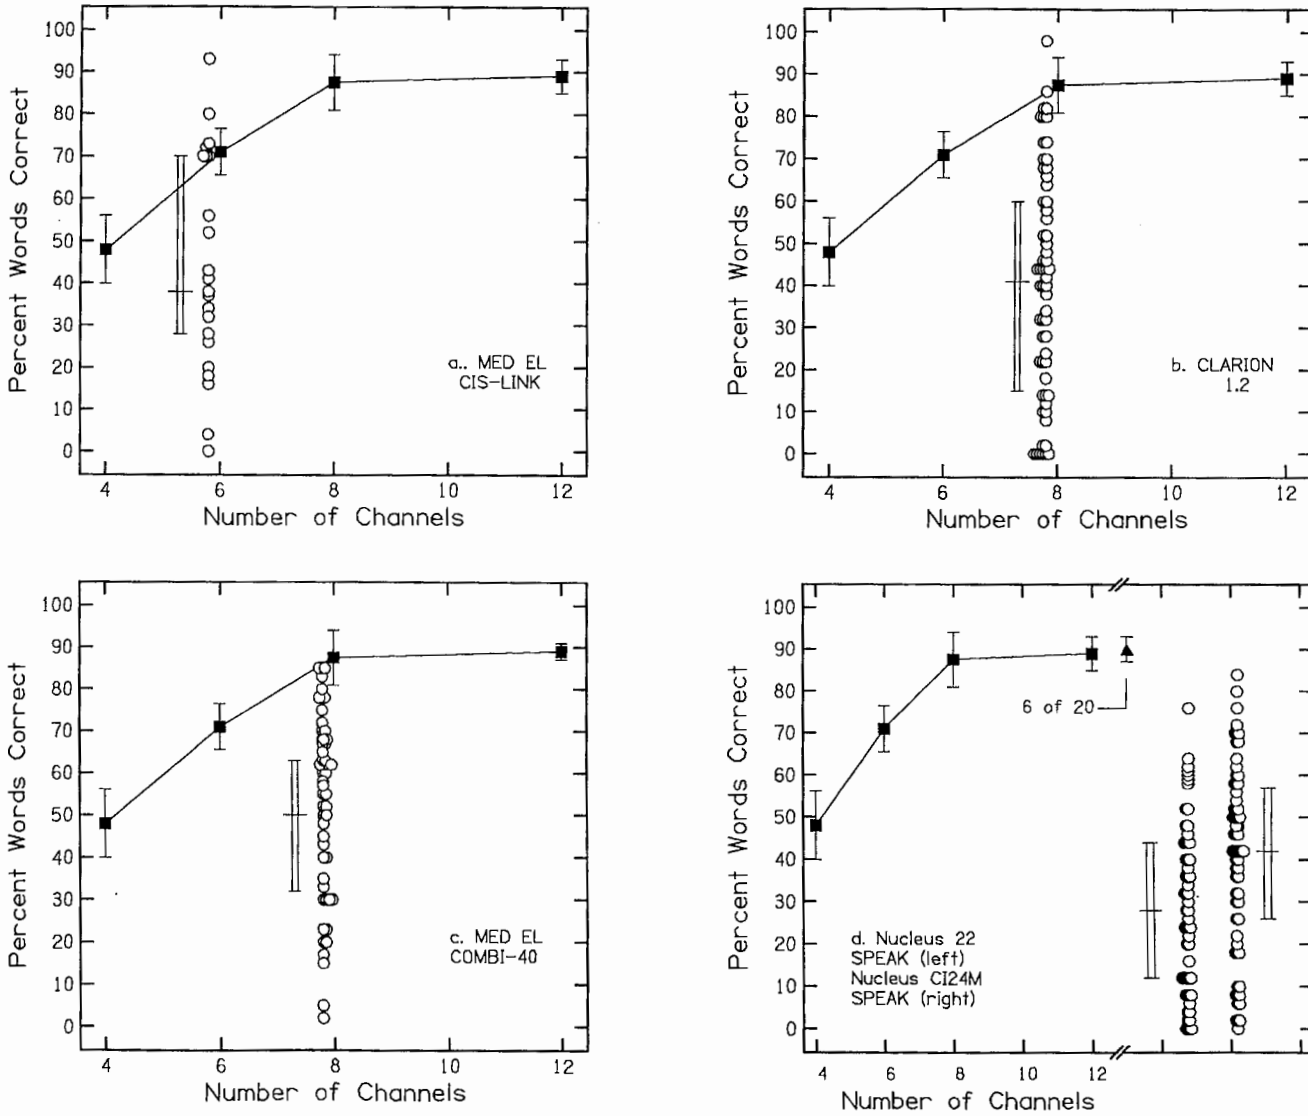 100
90
80
70
60
50
40
30
20
10
0
Percent Words Correct
a.. MED EL
CIS-LINK
4 6 8 10 12
Number of Channels
100
90
80
70
60
50
40
30
20
10
0
Percent Words Correct
b. CLARION
1.2
4 6 8 10 12
Number of Channels
100
90
80
70
60
50
40
30
20
10
0
Percent Words Correct
c. MED EL
COMBI-40
4 6 8 10 12
Number of Channels
100
90
80
70
60
50
40
30
20
10
0
Percent Words Correct
6 of 20
d. Nucleus 22
SPEAK (left)
Nucleus CI24M
SPEAK (right)
4 6 8 10 12
Number of Channels